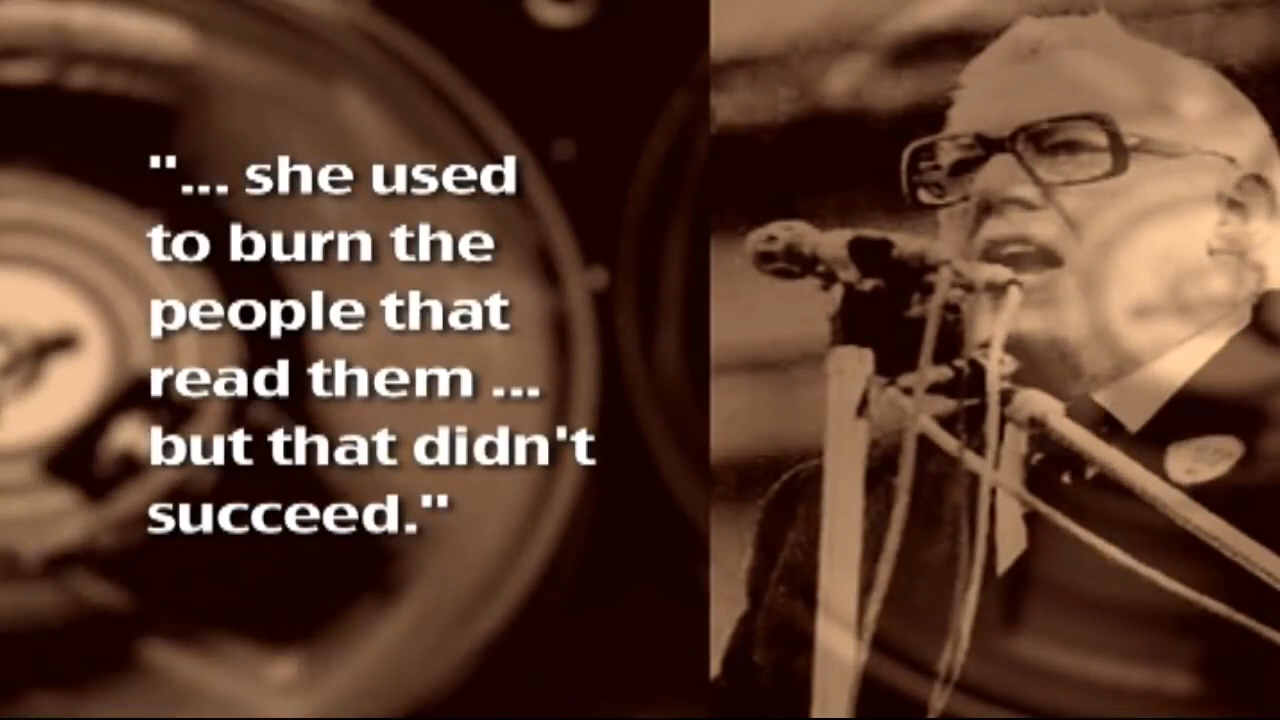 "... she used
to burn the
people that
read them ...
but that didn't
succeed."